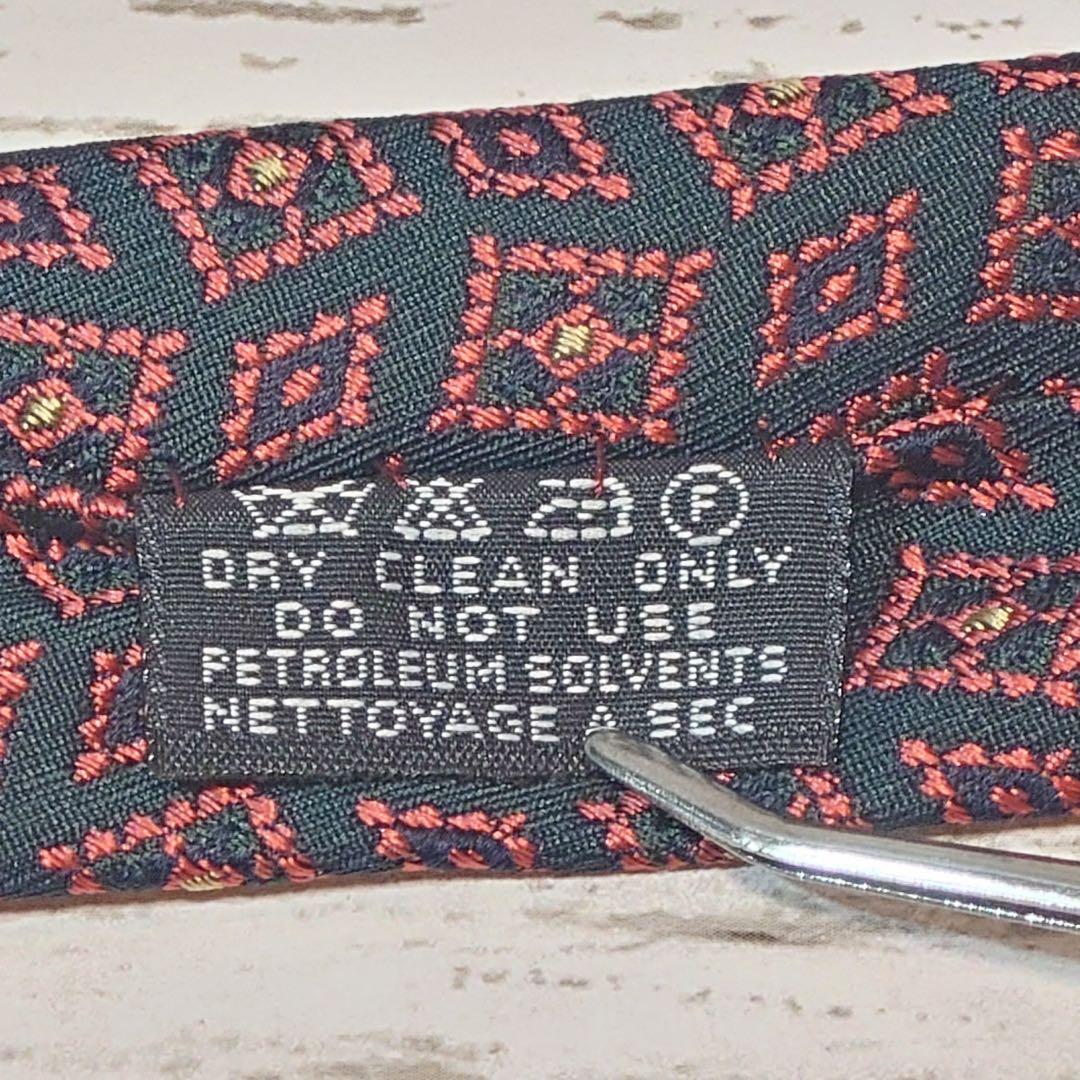 F
DRY CLEAN ONLY
DO NOT USE
PETROLEUM SOLVENTS
NETTOYAGE A SEC